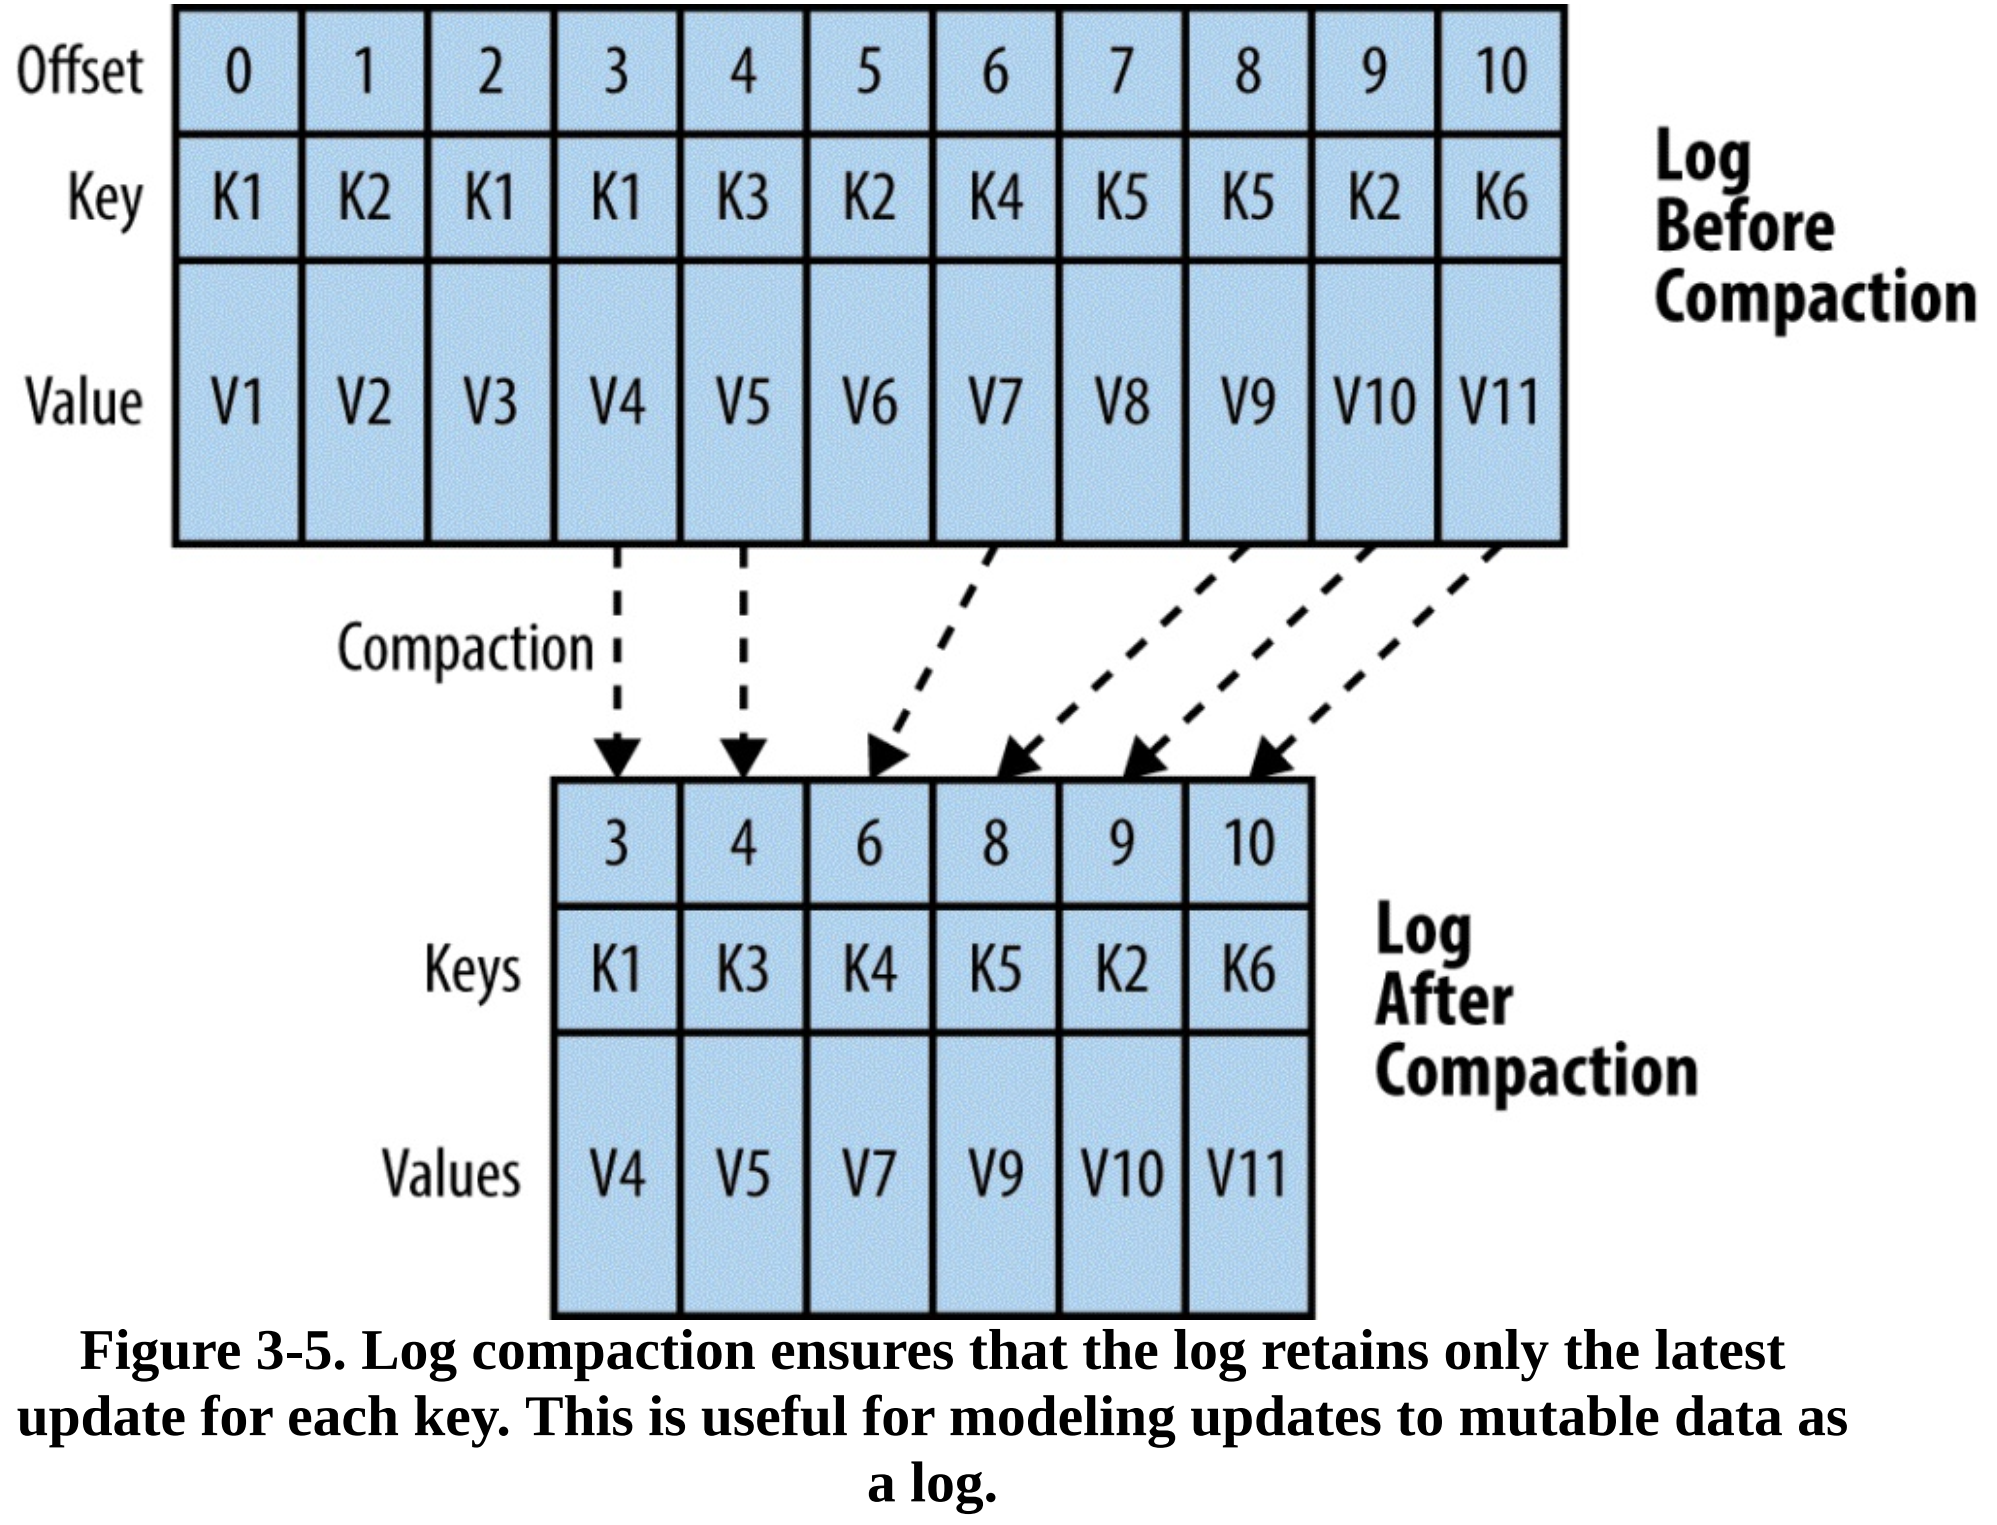 Offset 0 1 2 3 4 5 6 7 8 9 10
Key K1 K2 K1 K1 K3 K2 K4 K5 K5 K2 K6
Value V1 V2 V3 V4 V5 V6 V7 V8 V9 V10 V11
Log
Before
Compaction
Compaction
3 4 6 8 9 10
Keys K1 K3 K4 K5 K2 K6
Values V4 V5 V7 V9 V10 V11
Log
After
Compaction
Figure 3-5. Log compaction ensures that the log retains only the latest
update for each key. This is useful for modeling updates to mutable data as
a log.